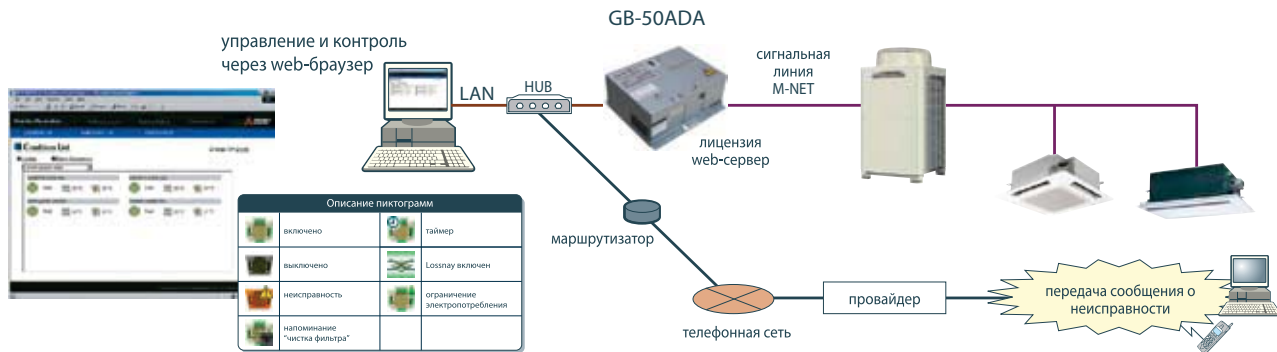 GB-50ADA
управление и контроль
через web-браузер
LAN
HUB
сигнальная
линия
M-NET
лицензия
web-сервер
Condition List
Описание пиктограмм
включено
таймер
выключено
Lossnay включен
неисправность
ограничение
электропотребления
напоминание
"чистка фильтра"
маршрутизатор
телефонная сеть
провайдер
передача сообщения о
неисправности